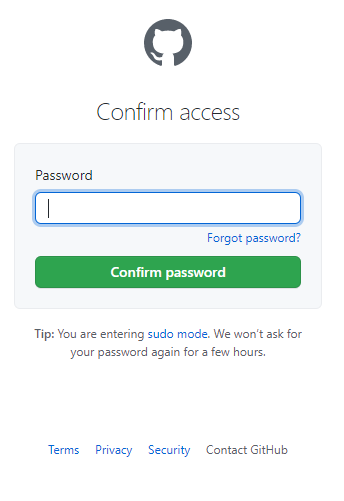 Confirm access
Password
Forgot password?
Confirm password
Tip: You are entering sudo mode. We won't ask for
your password again for a few hours.
Terms Privacy Security Contact GitHub